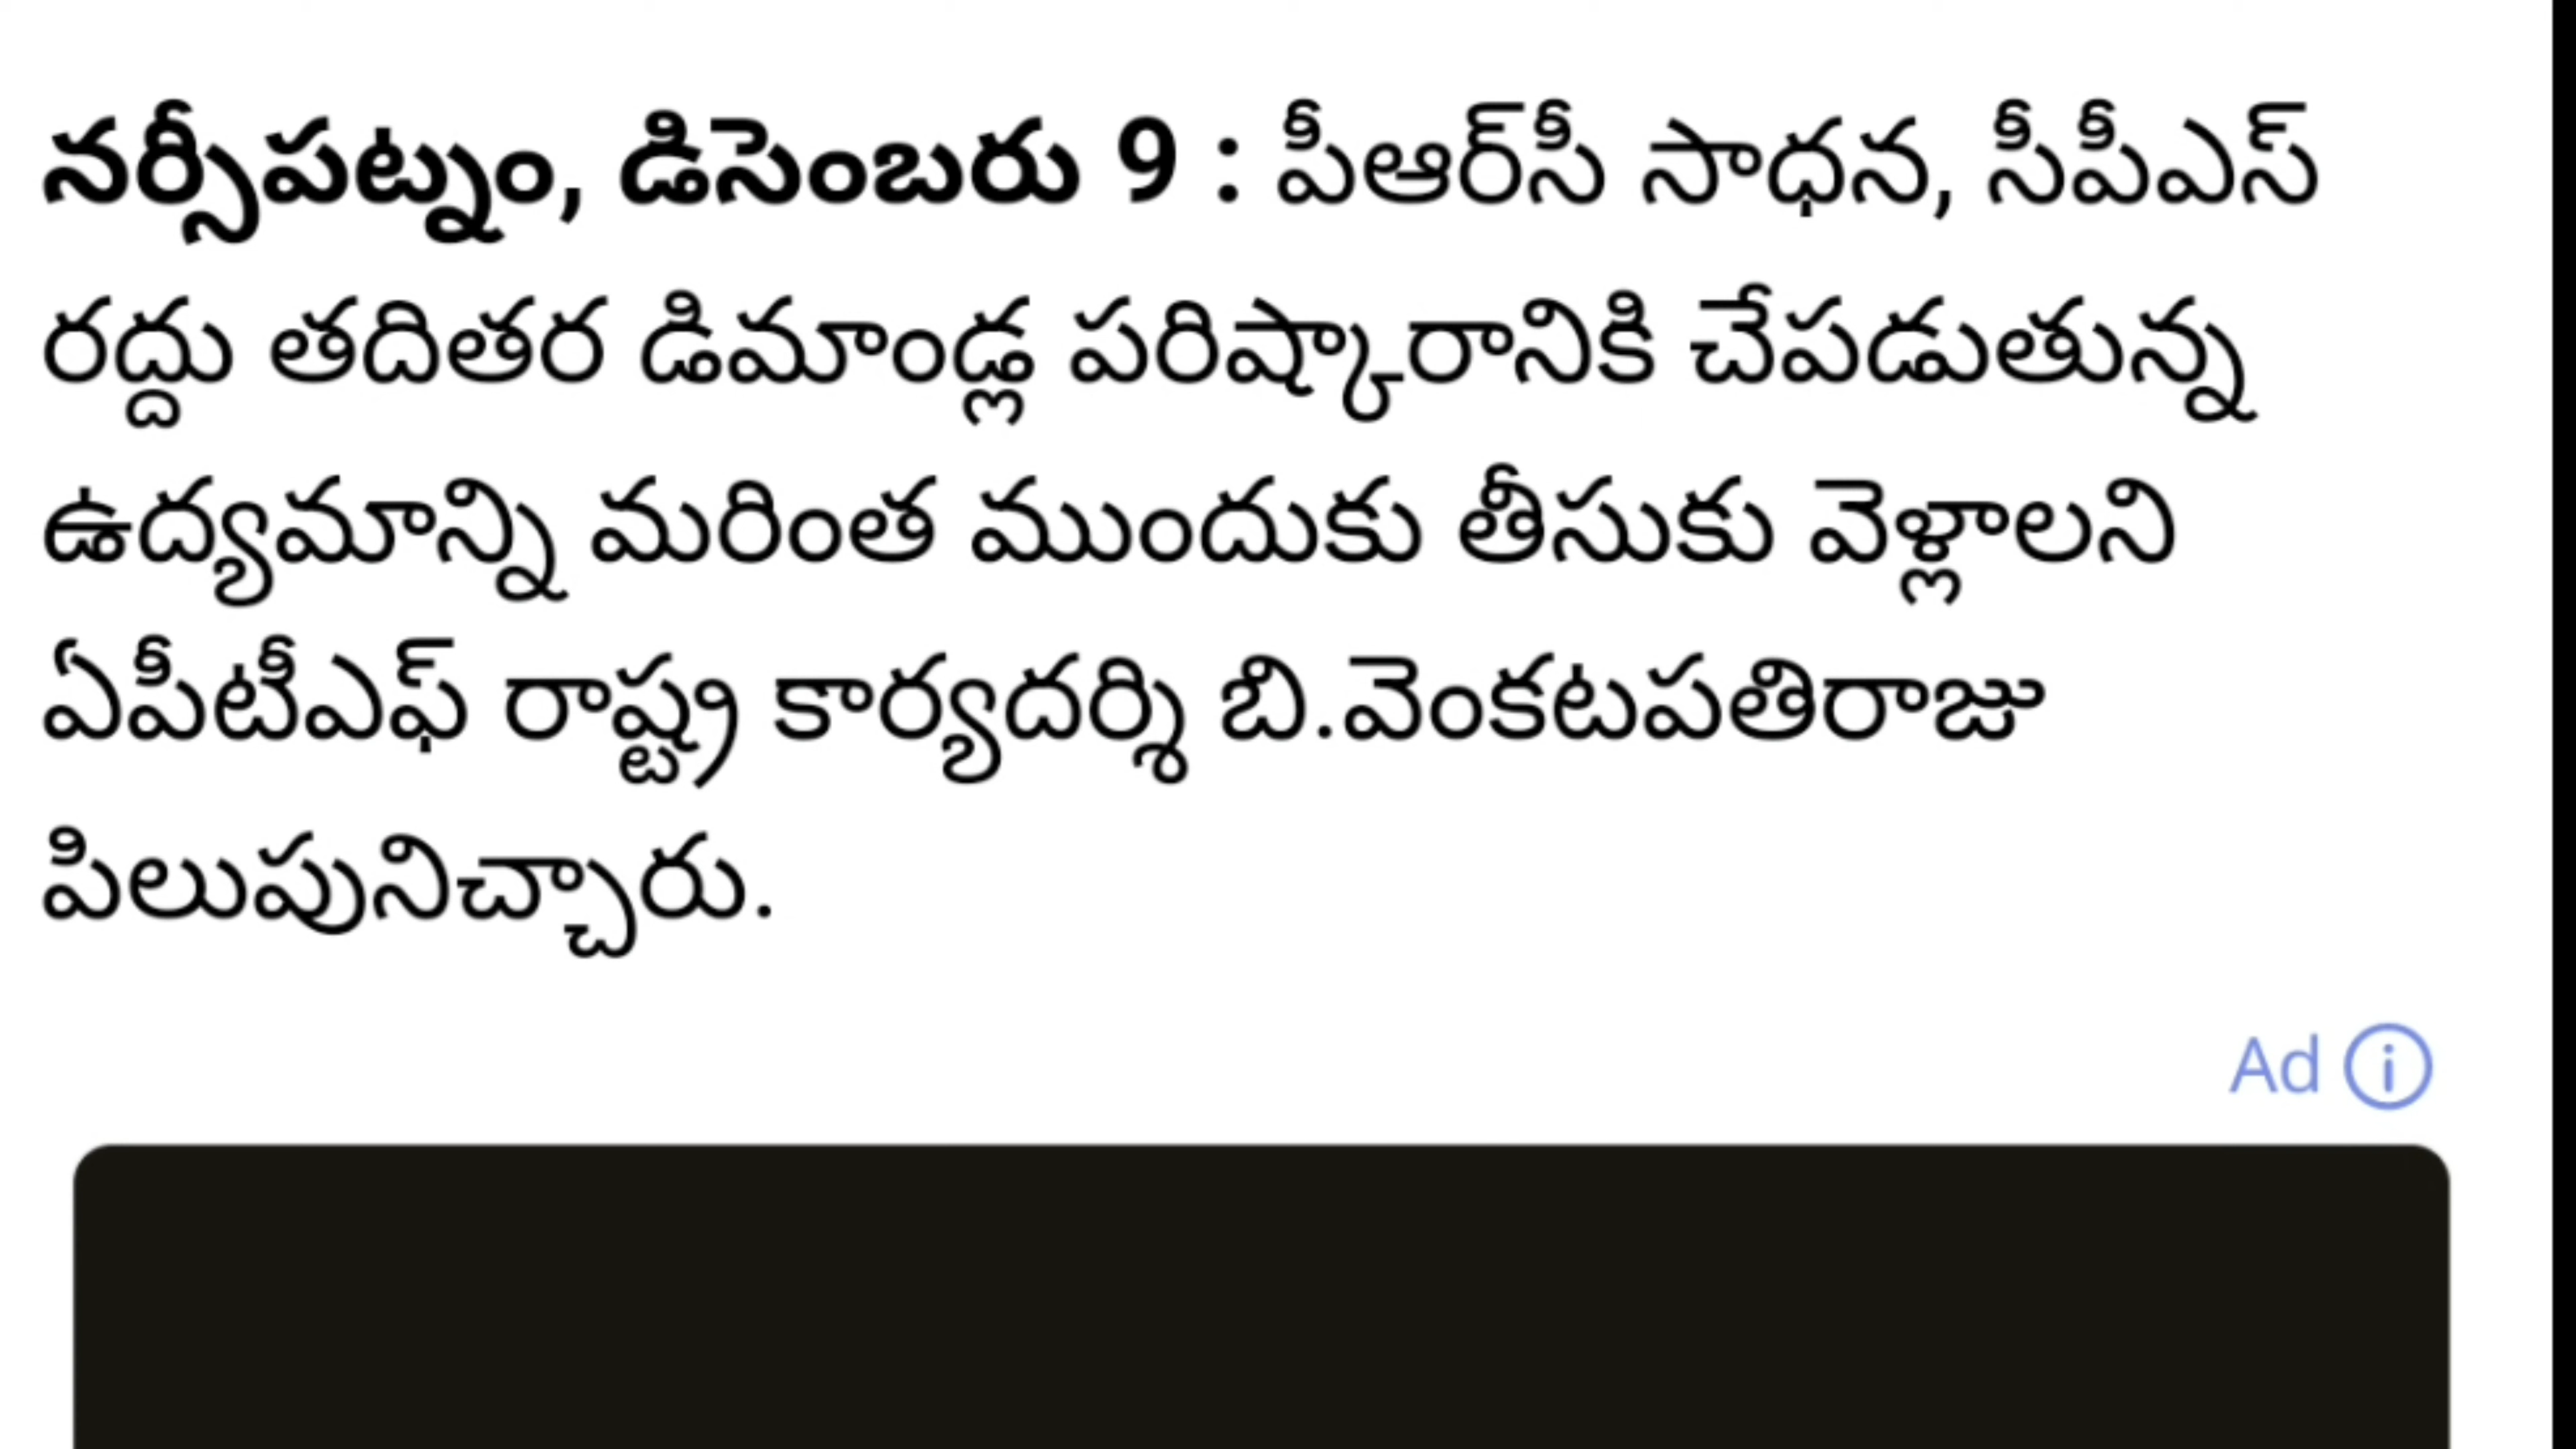 నర్సీపట్నం, డిసెంబరు 9 : పీఆర్‌సీ సాధన, సీపీఎస్
రద్దు తదితర డిమాండ్ల పరిష్కారానికి చేపడుతున్న
ఉద్యమాన్ని మరింత ముందుకు తీసుకు వెళ్లాలని
ఏపీటీఎఫ్ రాష్ట్ర కార్యదర్శి బి.వెంకటపతిరాజు
పిలుపునిచ్చారు.
Ad